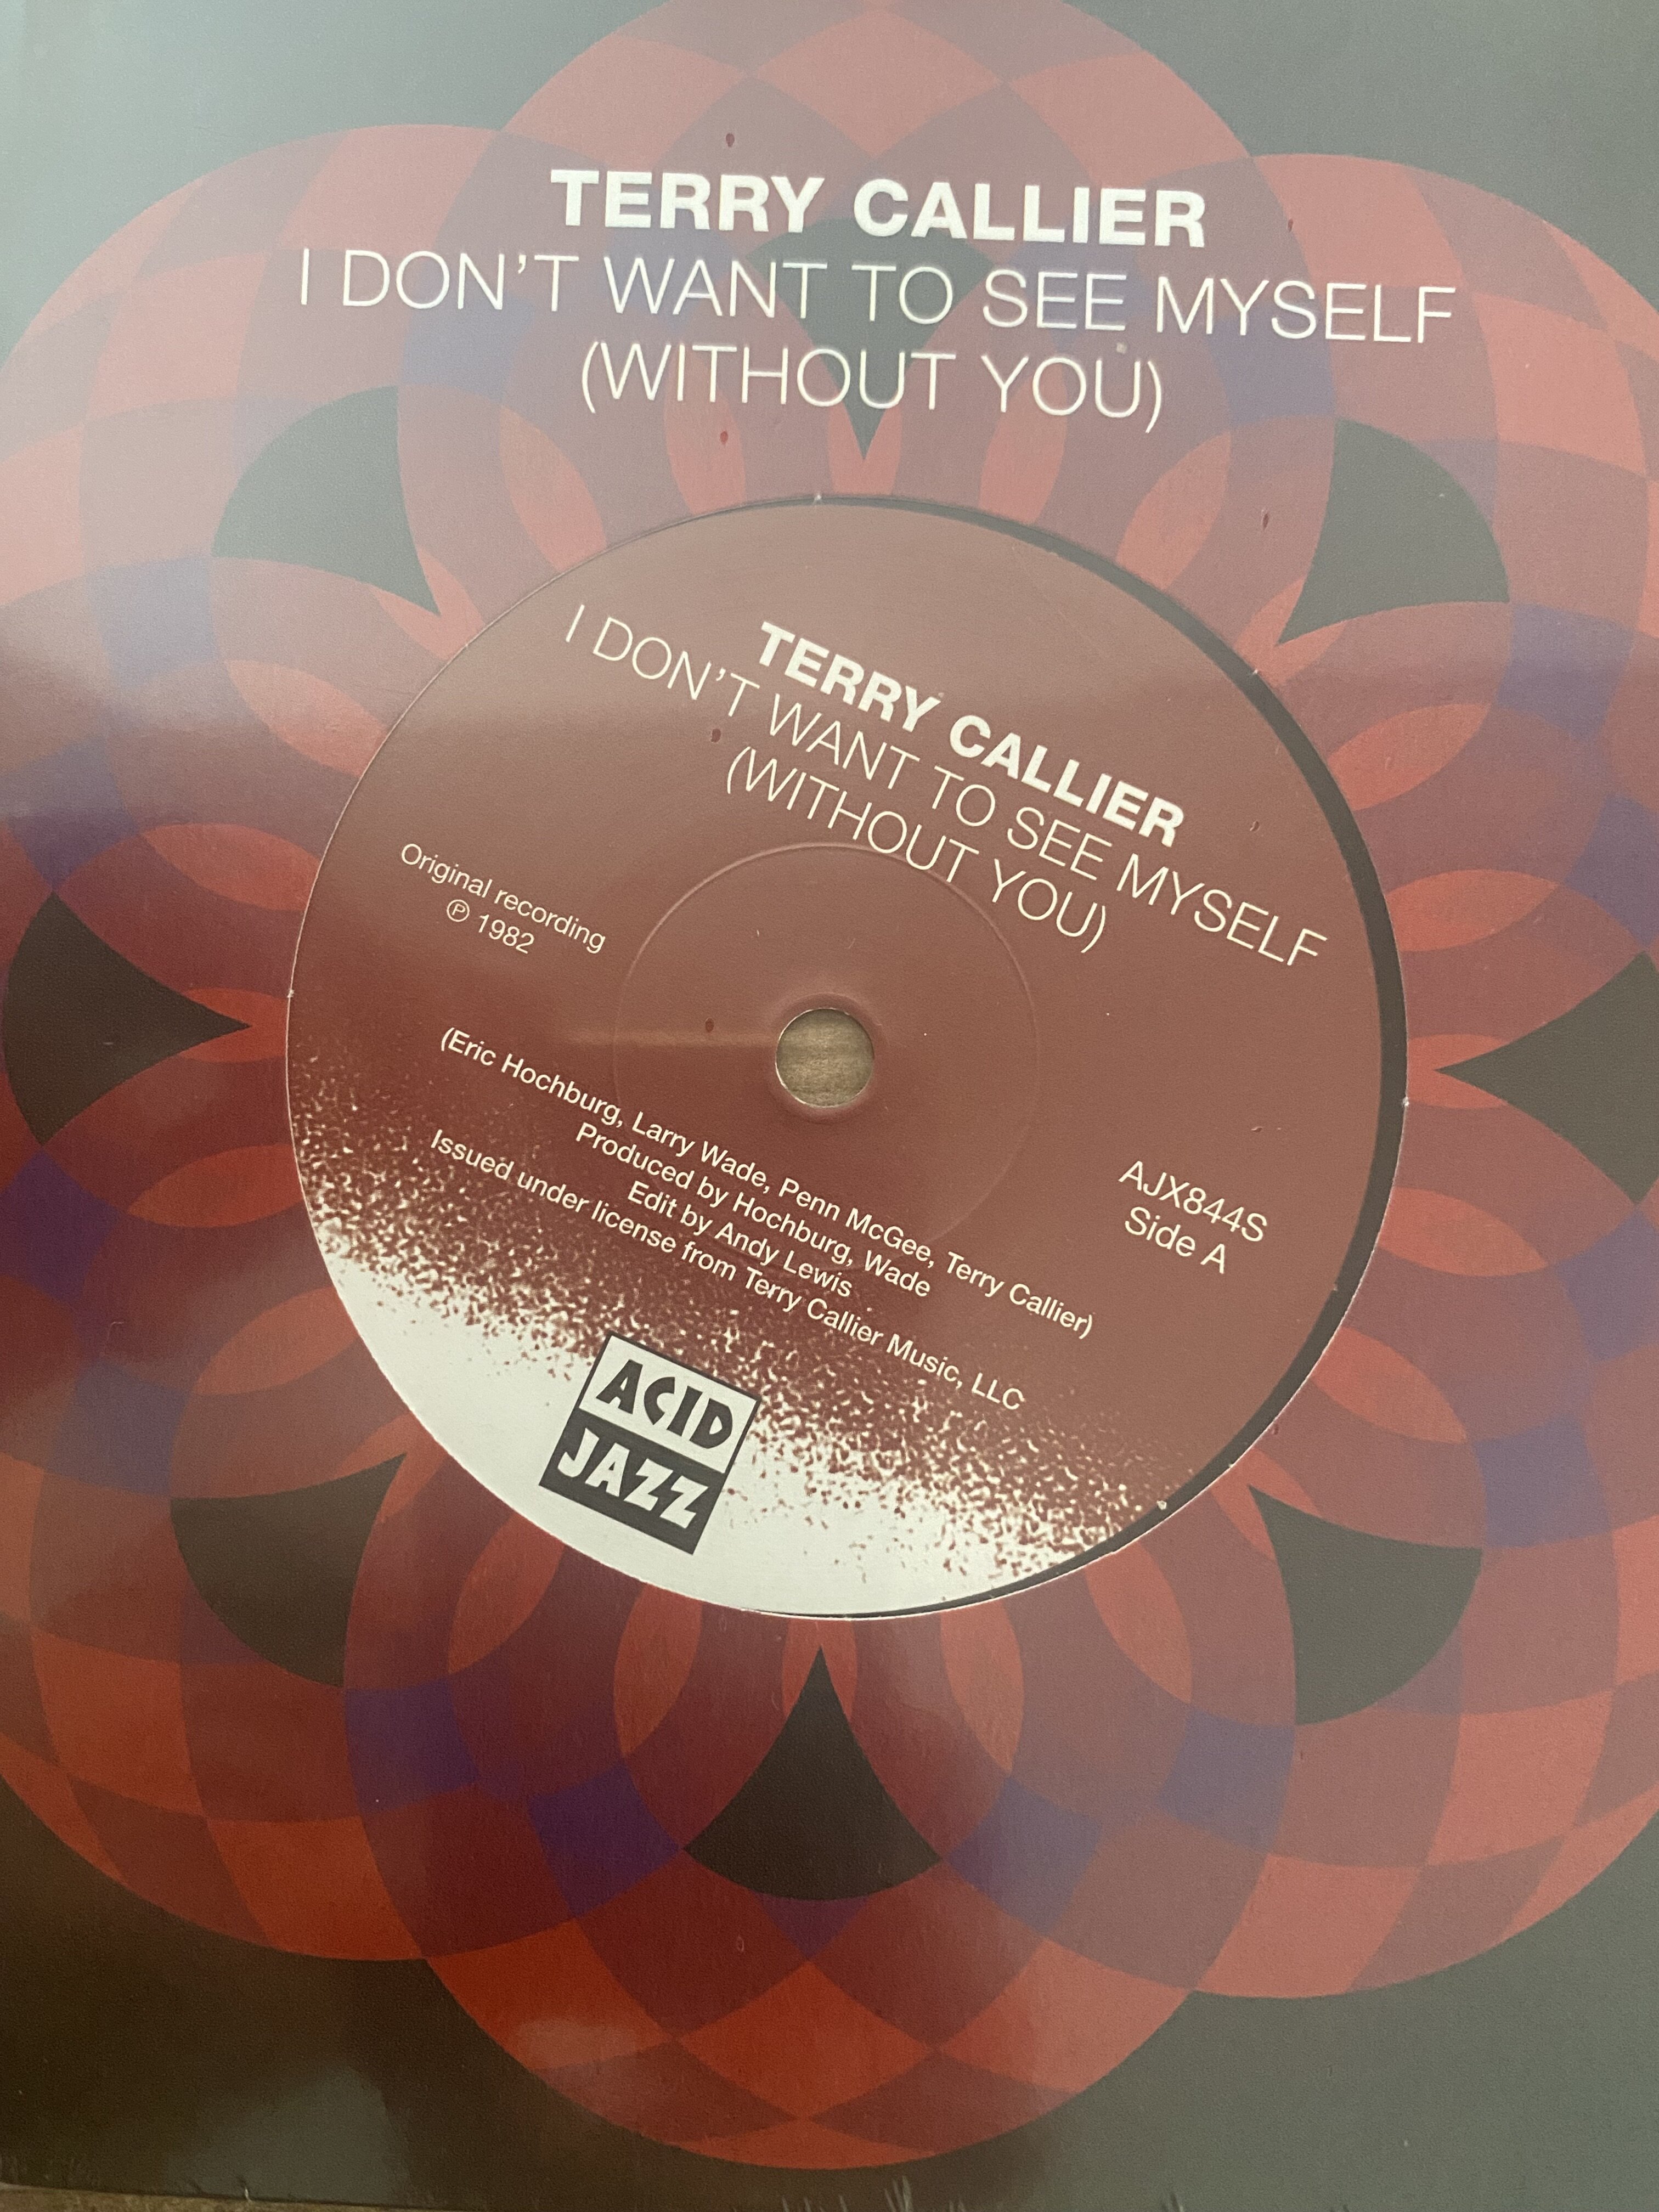 TERRY CALLIER
I DON'T WANT TO SEE MYSELF
(WITHOUT YOU)
TERRY CALLIER
I DON'T WANT TO SEE MYSELF
(WITHOUT YOU)
Original recording
℗ 1982
AJX844S
Side A
(Eric Hochburg, Larry Wade, Penn McGee, Terry Callier)
Produced by Hochburg, Wade
Edit by Andy Lewis
Issued under license from Terry Callier Music, LLC
ACID
JAZZ